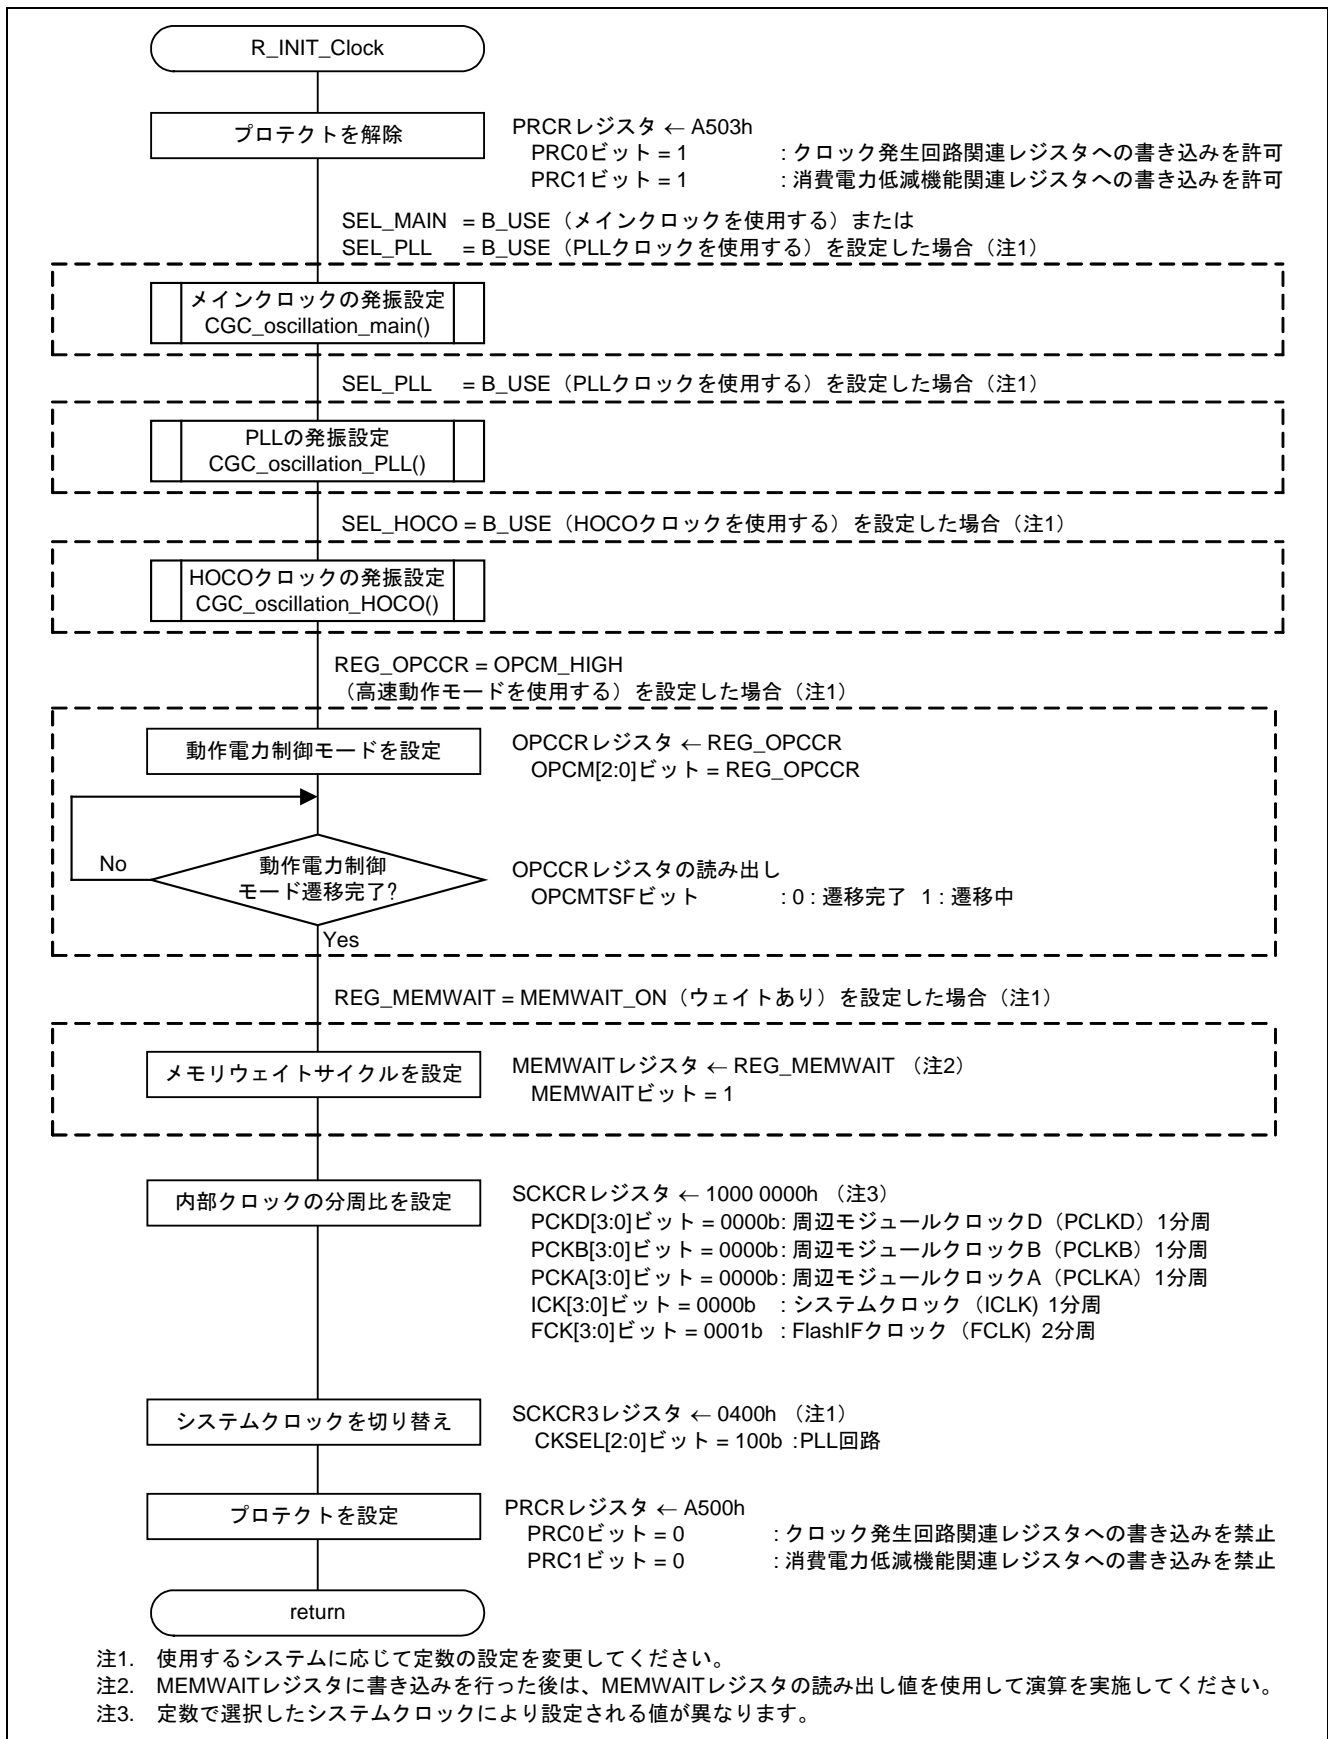 R_INIT_Clock
プロテクトを解除
PRCRレジスタ ← A503h
PRC0ビット = 1 : クロック発生回路関連レジスタへの書き込みを許可
PRC1ビット = 1 : 消費電力低減機能関連レジスタへの書き込みを許可
SEL_MAIN = B_USE（メインクロックを使用する）または
SEL_PLL = B_USE（PLLクロックを使用する）を設定した場合（注1）
メインクロックの発振設定
CGC_oscillation_main()
SEL_PLL = B_USE（PLLクロックを使用する）を設定した場合（注1）
PLLの発振設定
CGC_oscillation_PLL()
SEL_HOCO = B_USE（HOCOクロックを使用する）を設定した場合（注1）
HOCOクロックの発振設定
CGC_oscillation_HOCO()
REG_OPCCR = OPCM_HIGH
（高速動作モードを使用する）を設定した場合（注1）
動作電力制御モードを設定
OPCCRレジスタ ← REG_OPCCR
OPCM[2:0]ビット = REG_OPCCR
No
動作電力制御
モード遷移完了?
OPCCRレジスタの読み出し
OPCMTSFビット : 0 : 遷移完了 1 : 遷移中
Yes
REG_MEMWAIT = MEMWAIT_ON（ウェイトあり）を設定した場合（注1）
メモリウェイトサイクルを設定
MEMWAITレジスタ ← REG_MEMWAIT （注2）
MEMWAITビット = 1
内部クロックの分周比を設定
SCKCRレジスタ ← 1000 0000h （注3）
PCKD[3:0]ビット = 0000b: 周辺モジュールクロックD（PCLKD）1分周
PCKB[3:0]ビット = 0000b: 周辺モジュールクロックB（PCLKB）1分周
PCKA[3:0]ビット = 0000b: 周辺モジュールクロックA（PCLKA）1分周
ICK[3:0]ビット = 0000b : システムクロック（ICLK) 1分周
FCK[3:0]ビット = 0001b : FlashIFクロック（FCLK) 2分周
システムクロックを切り替え
SCKCR3レジスタ ← 0400h （注1）
CKSEL[2:0]ビット = 100b :PLL回路
プロテクトを設定
PRCRレジスタ ← A500h
PRC0ビット = 0 : クロック発生回路関連レジスタへの書き込みを禁止
PRC1ビット = 0 : 消費電力低減機能関連レジスタへの書き込みを禁止
return
注1. 使用するシステムに応じて定数の設定を変更してください。
注2. MEMWAITレジスタに書き込みを行った後は、MEMWAITレジスタの読み出し値を使用して演算を実施してください。
注3. 定数で選択したシステムクロックにより設定される値が異なります。